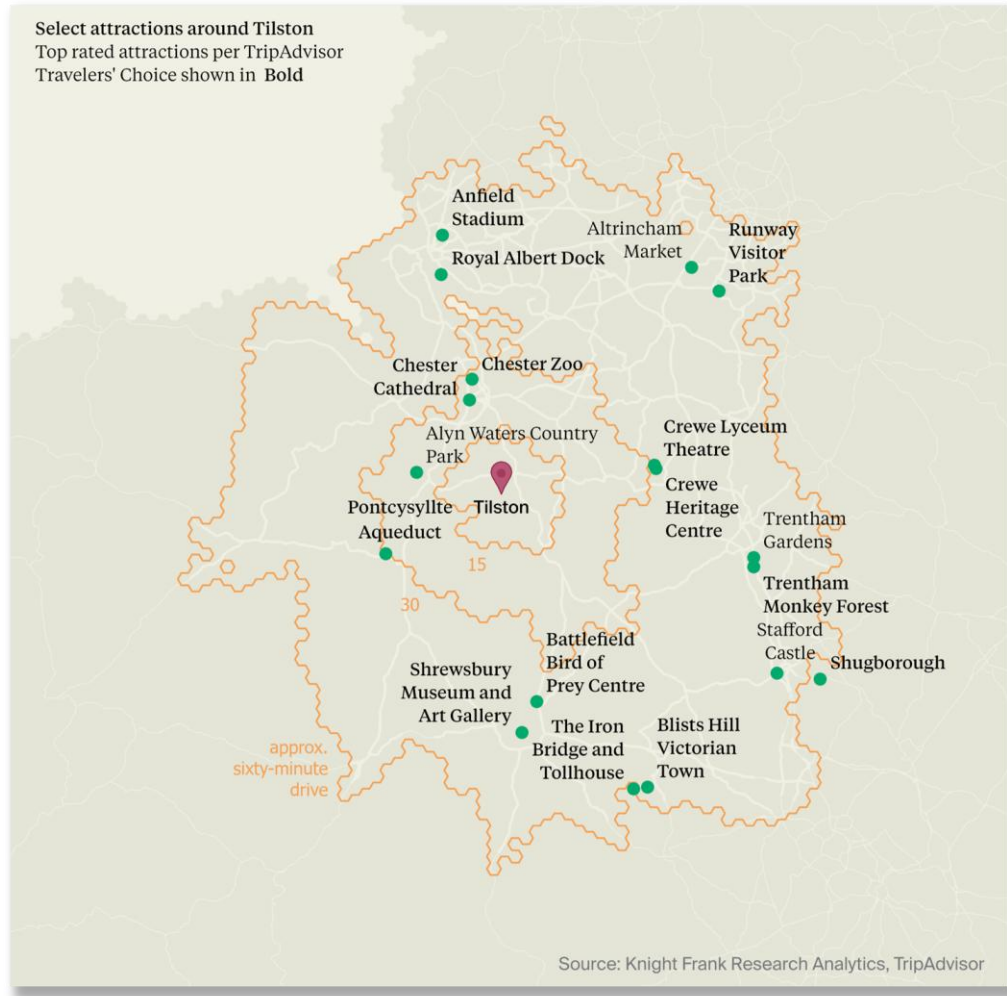 Select attractions around Tilston
Top rated attractions per TripAdvisor
Travelers' Choice shown in Bold
Anfield
Stadium
Altrincham
Market
Runway
Visitor
Park
Royal Albert Dock
Chester
Cathedral
Chester Zoo
Alyn Waters Country
Park
Crewe Lyceum
Theatre
Crewe
Heritage
Centre
Tilston
Pontcysyllte
Aqueduct
15
30
Trentham
Gardens
Trentham
Monkey Forest
Stafford
Castle
Shugborough
Battlefield
Bird of
Prey Centre
Shrewsbury
Museum and
Art Gallery
The Iron
Bridge and
Tollhouse
Blists Hill
Victorian
Town
approx.
sixty-minute
drive
Source: Knight Frank Research Analytics, TripAdvisor